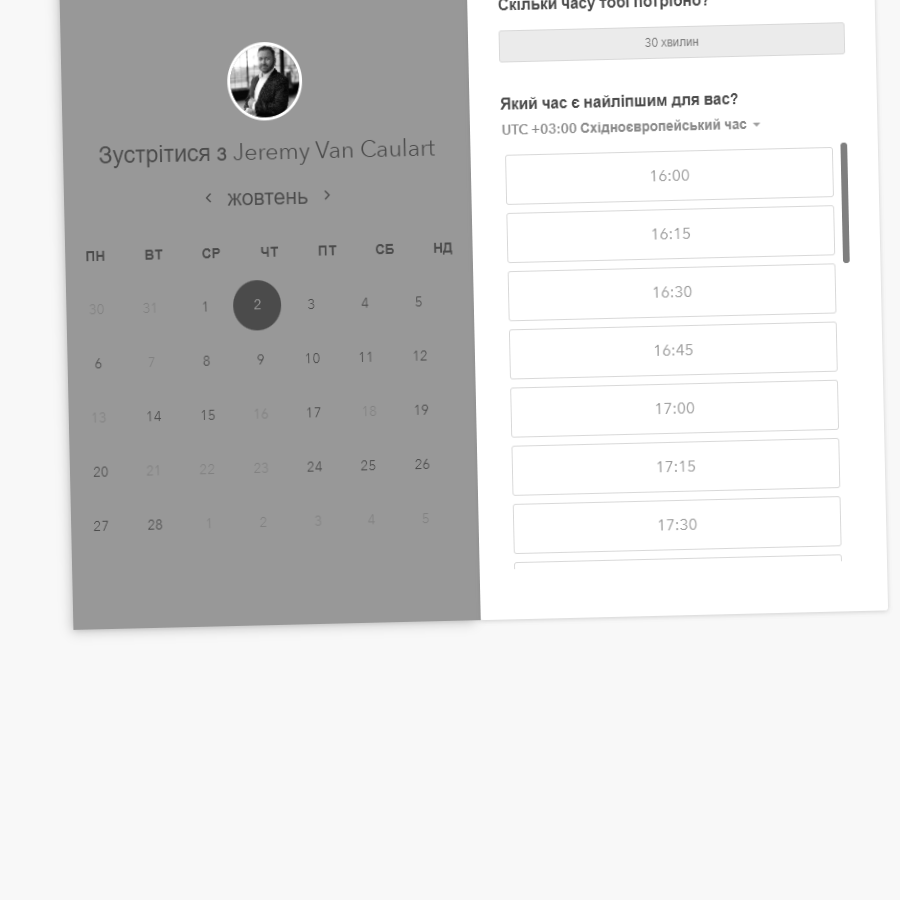 Зустрітися з Jeremy Van Caulart
жовтень
ПН ВТ СР ЧТ ПТ СБ НД
30 31 1 2 3 4 5
6 7 8 9 10 11 12
13 14 15 16 17 18 19
20 21 22 23 24 25 26
27 28 1 2 3 4 5
Скільки часу тобі потрібно?
30 хвилин
Який час є найліпшим для вас?
UTC +03:00 Східноєвропейський час
16:00
16:15
16:30
16:45
17:00
17:15
17:30